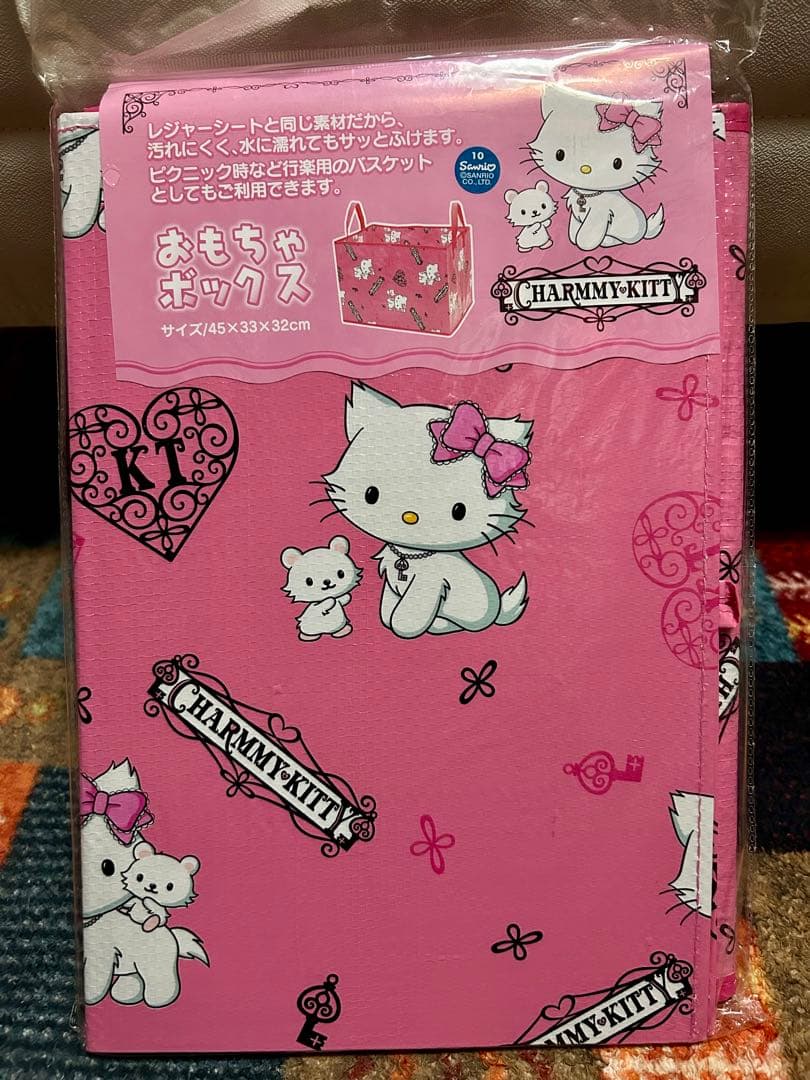 レジャーシートと同じ素材だから、
汚れにくく、水に濡れてもサッとふけます。
ピクニック時など行楽用のバスケット
としてもご利用できます。
10
Sanrio
©SANRIO
CO., LTD.
おもちゃ
ボックス
サイズ/45×33×32cm
CHARMMY♥KITTY
KT
CHARMMY♥KITTY
CHARMMY♥KITTY